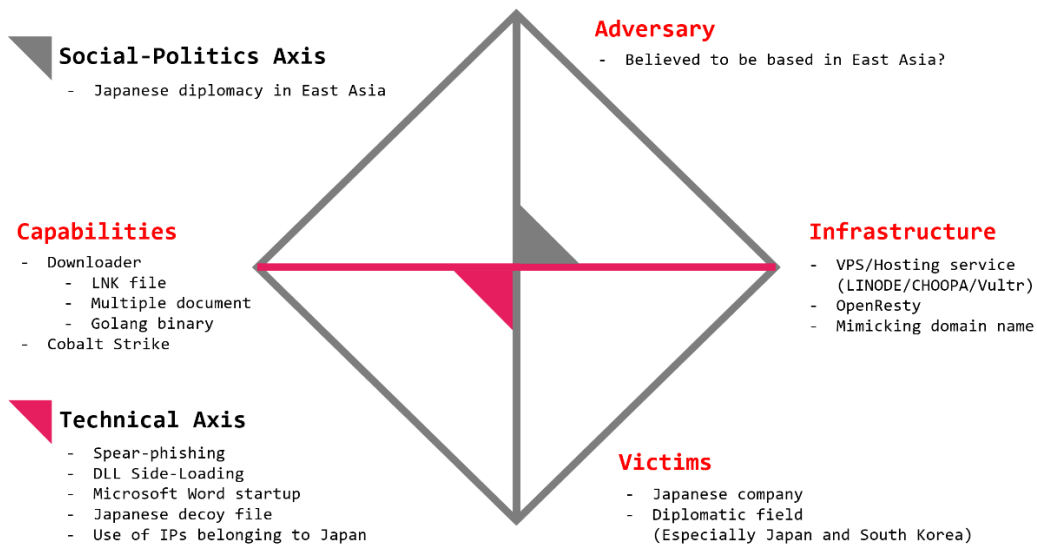 Social-Politics Axis
- Japanese diplomacy in East Asia
Adversary
- Believed to be based in East Asia?
Capabilities
- Downloader
- LNK file
- Multiple document
- Golang binary
- Cobalt Strike
Infrastructure
- VPS/Hosting service
(LINODE/CHOOPA/Vultr)
- OpenResty
- Mimicking domain name
Technical Axis
- Spear-phishing
- DLL Side-Loading
- Microsoft Word startup
- Japanese decoy file
- Use of IPs belonging to Japan
Victims
- Japanese company
- Diplomatic field
(Especially Japan and South Korea)